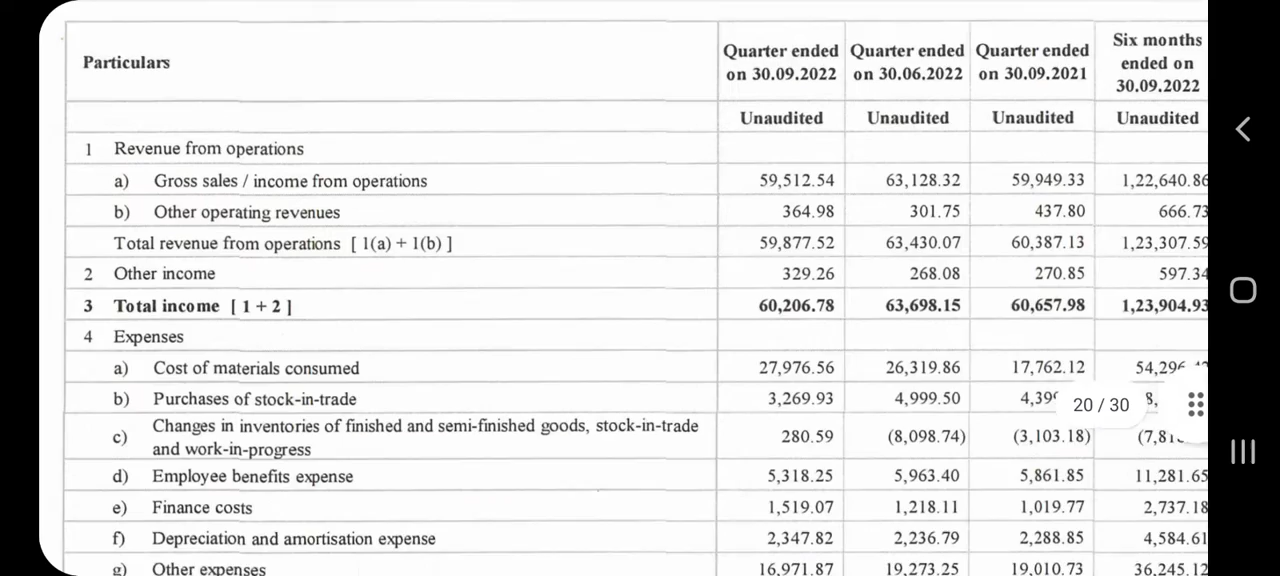 Particulars Quarter ended on 30.09.2022 Quarter ended on 30.06.2022 Quarter ended on 30.09.2021 Six months ended on 30.09.2022
Unaudited Unaudited Unaudited Unaudited
1 Revenue from operations
a) Gross sales / income from operations 59,512.54 63,128.32 59,949.33 1,22,640.86
b) Other operating revenues 364.98 301.75 437.80 666.73
Total revenue from operations [ 1(a) + 1(b) ] 59,877.52 63,430.07 60,387.13 1,23,307.59
2 Other income 329.26 268.08 270.85 597.34
3 Total income [ 1 + 2 ] 60,206.78 63,698.15 60,657.98 1,23,904.93
4 Expenses
a) Cost of materials consumed 27,976.56 26,319.86 17,762.12
b) Purchases of stock-in-trade 3,269.93 4,999.50
20 / 30
c) Changes in inventories of finished and semi-finished goods, stock-in-trade and work-in-progress 280.59 (8,098.74) (3,103.18)
d) Employee benefits expense 5,318.25 5,963.40 5,861.85 11,281.65
e) Finance costs 1,519.07 1,218.11 1,019.77 2,737.18
f) Depreciation and amortisation expense 2,347.82 2,236.79 2,288.85 4,584.61
g) Other expenses 16,971.87 19,273.25 19,010.73 36,245.12